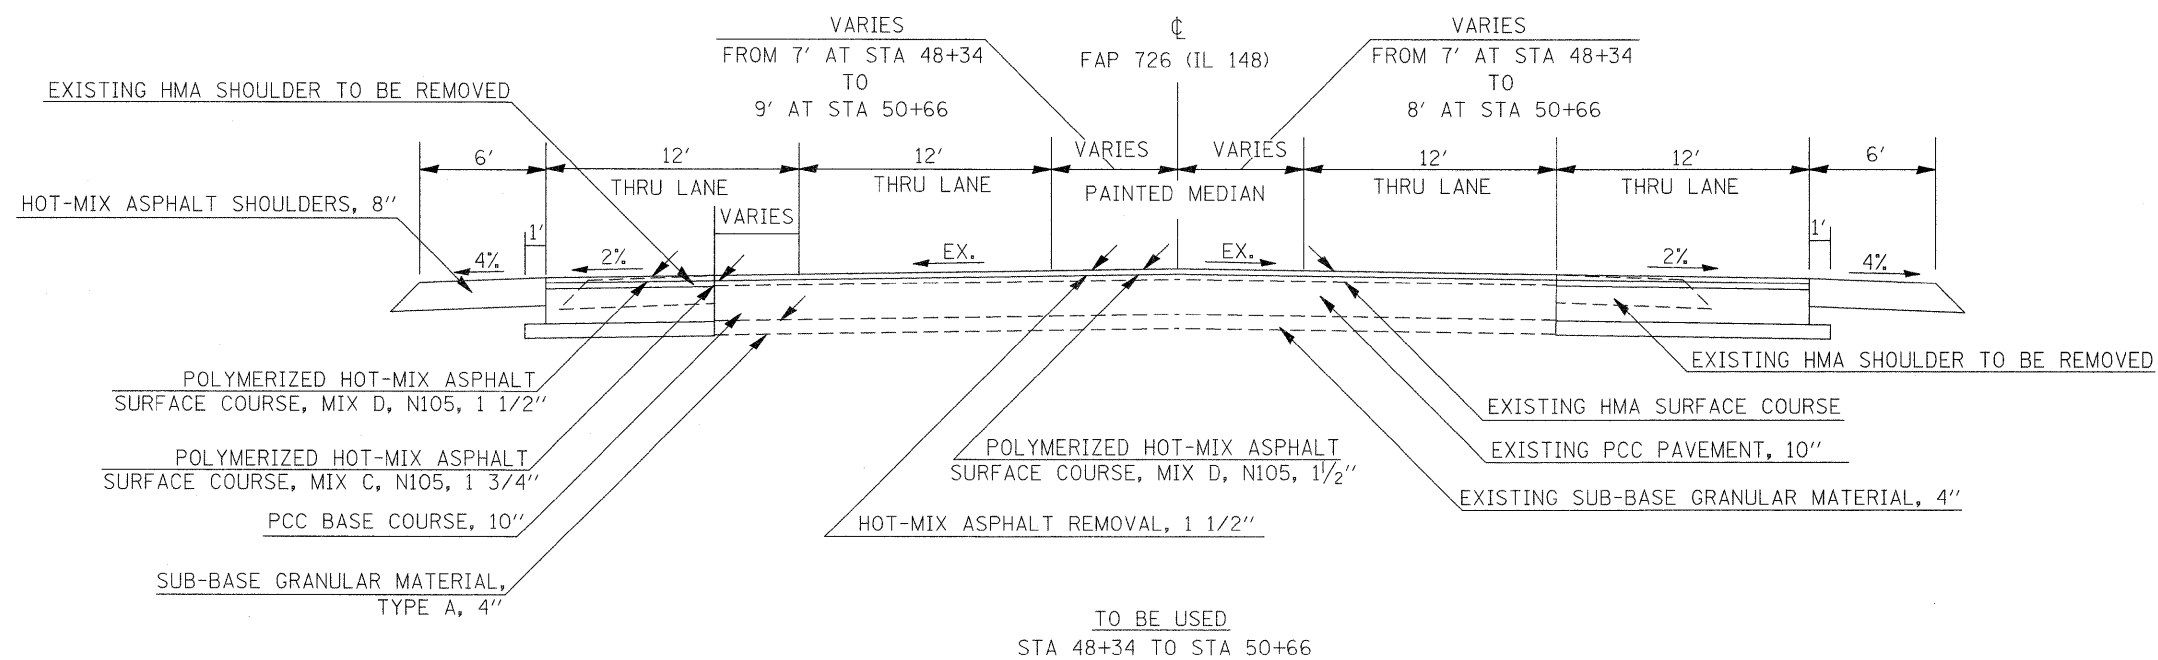 VARIES
FROM 7' AT STA 48+34
TO
9' AT STA 50+66
℄
FAP 726 (IL 148)
VARIES
FROM 7' AT STA 48+34
TO
8' AT STA 50+66
EXISTING HMA SHOULDER TO BE REMOVED
6'
12'
THRU LANE
12'
THRU LANE
VARIES
VARIES
PAINTED MEDIAN
12'
THRU LANE
12'
THRU LANE
6'
HOT-MIX ASPHALT SHOULDERS, 8"
VARIES
1'
1'
4%
2%
EX.
EX.
2%
4%
POLYMERIZED HOT-MIX ASPHALT
SURFACE COURSE, MIX D, N105, 1 1/2"
POLYMERIZED HOT-MIX ASPHALT
SURFACE COURSE, MIX C, N105, 1 3/4"
PCC BASE COURSE, 10"
SUB-BASE GRANULAR MATERIAL,
TYPE A, 4"
POLYMERIZED HOT-MIX ASPHALT
SURFACE COURSE, MIX D, N105, 1½"
HOT-MIX ASPHALT REMOVAL, 1 1/2"
EXISTING HMA SHOULDER TO BE REMOVED
EXISTING HMA SURFACE COURSE
EXISTING PCC PAVEMENT, 10"
EXISTING SUB-BASE GRANULAR MATERIAL, 4"
TO BE USED
STA 48+34 TO STA 50+66